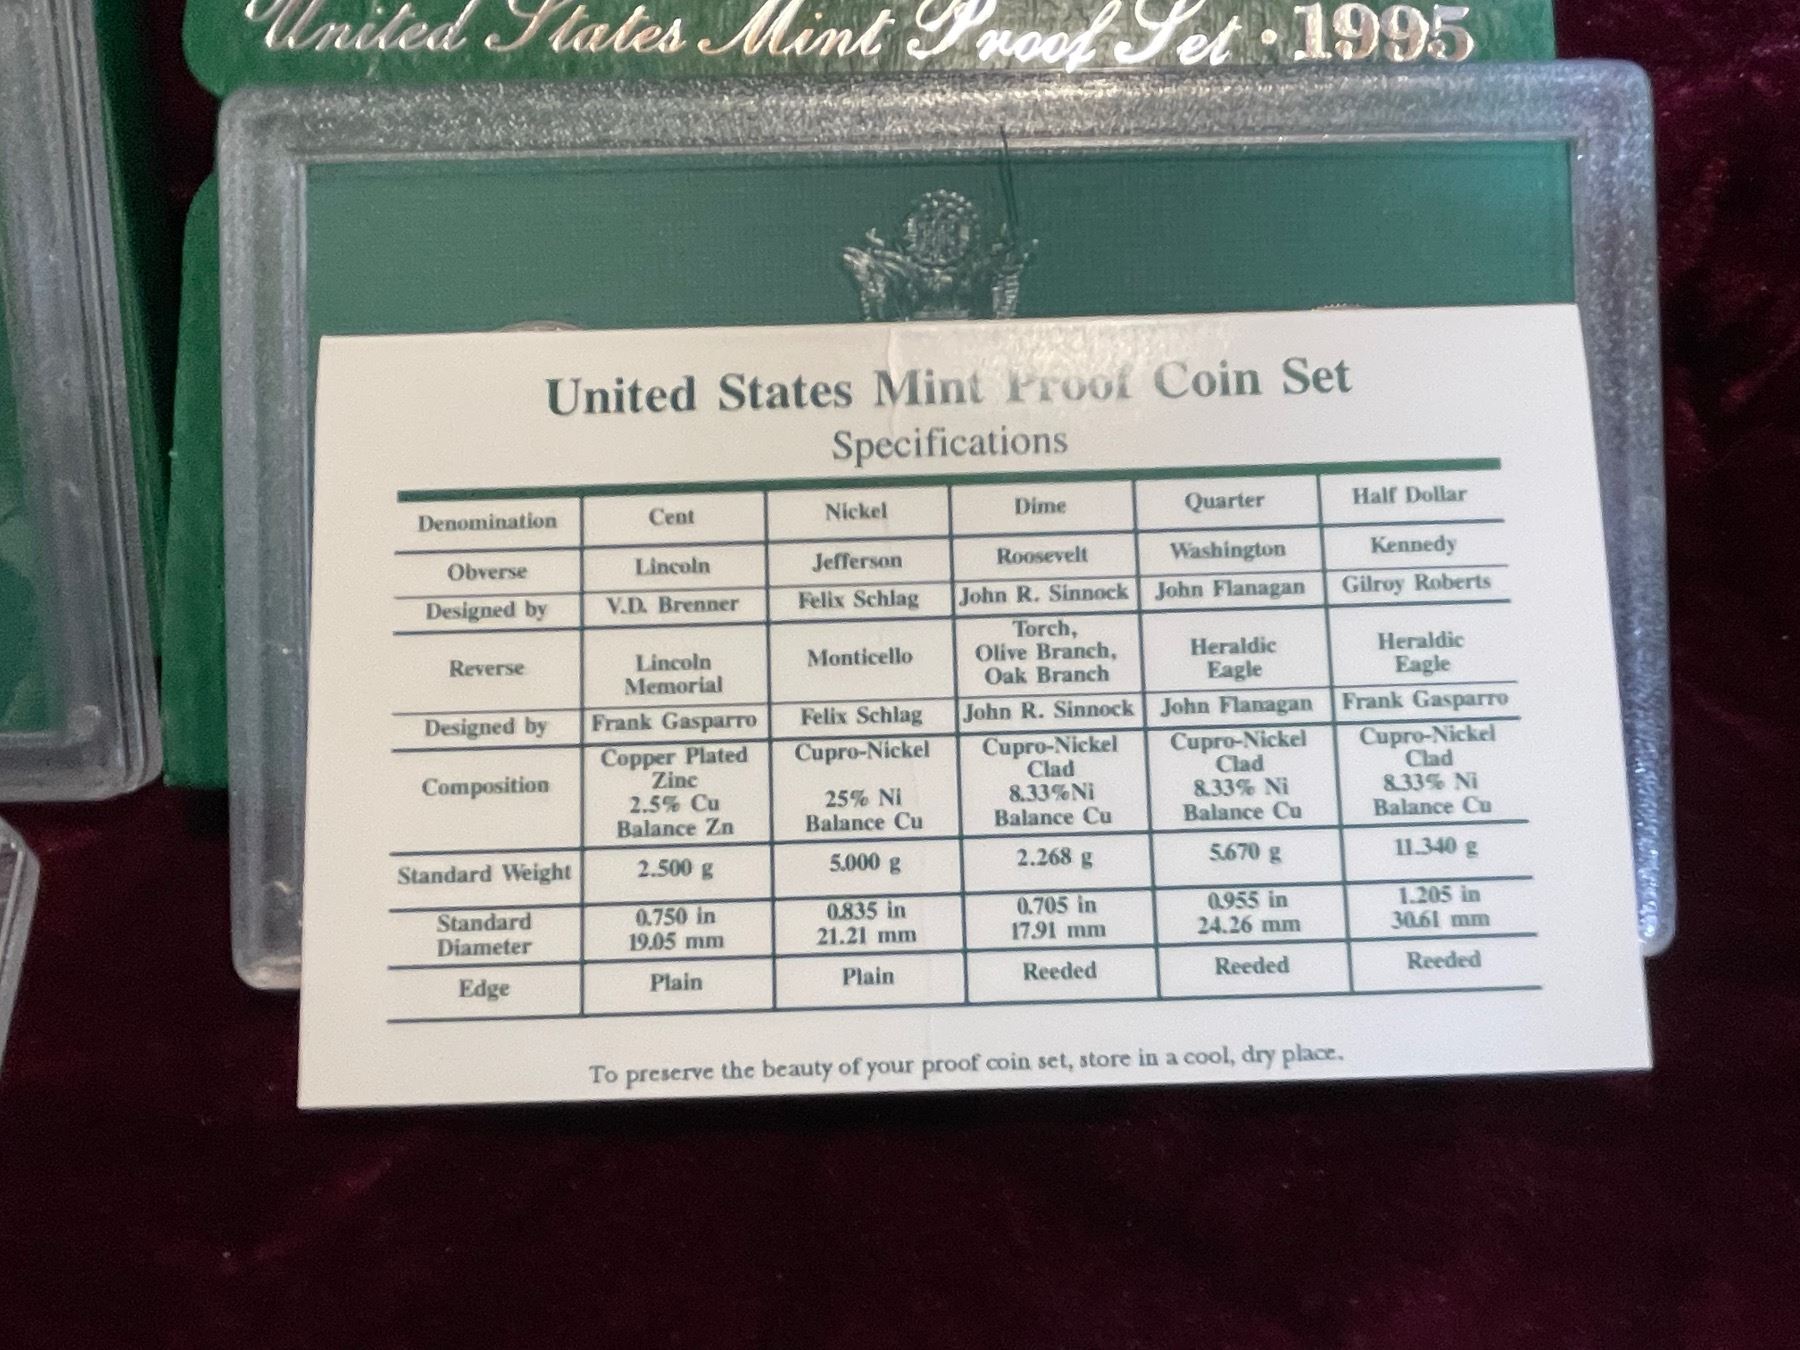 United States Mint Proof Set · 1995
United States Mint Proof Coin Set
Specifications
Denomination Cent Nickel Dime Quarter Half Dollar
Obverse Lincoln Jefferson Roosevelt Washington Kennedy
Designed by V.D. Brenner Felix Schlag John R. Sinnock John Flanagan Gilroy Roberts
Reverse Lincoln Memorial Monticello Torch, Olive Branch, Oak Branch Heraldic Eagle Heraldic Eagle
Designed by Frank Gasparro Felix Schlag John R. Sinnock John Flanagan Frank Gasparro
Composition Copper Plated Zinc 2.5% Cu Balance Zn Cupro-Nickel 25% Ni Balance Cu Cupro-Nickel Clad 8.33%Ni Balance Cu Cupro-Nickel Clad 8.33% Ni Balance Cu Cupro-Nickel Clad 8.33% Ni Balance Cu
Standard Weight 2.500 g 5.000 g 2.268 g 5.670 g 11.340 g
Standard Diameter 0.750 in 19.05 mm 0.835 in 21.21 mm 0.705 in 17.91 mm 0.955 in 24.26 mm 1.205 in 30.61 mm
Edge Plain Plain Reeded Reeded Reeded
To preserve the beauty of your proof coin set, store in a cool, dry place.